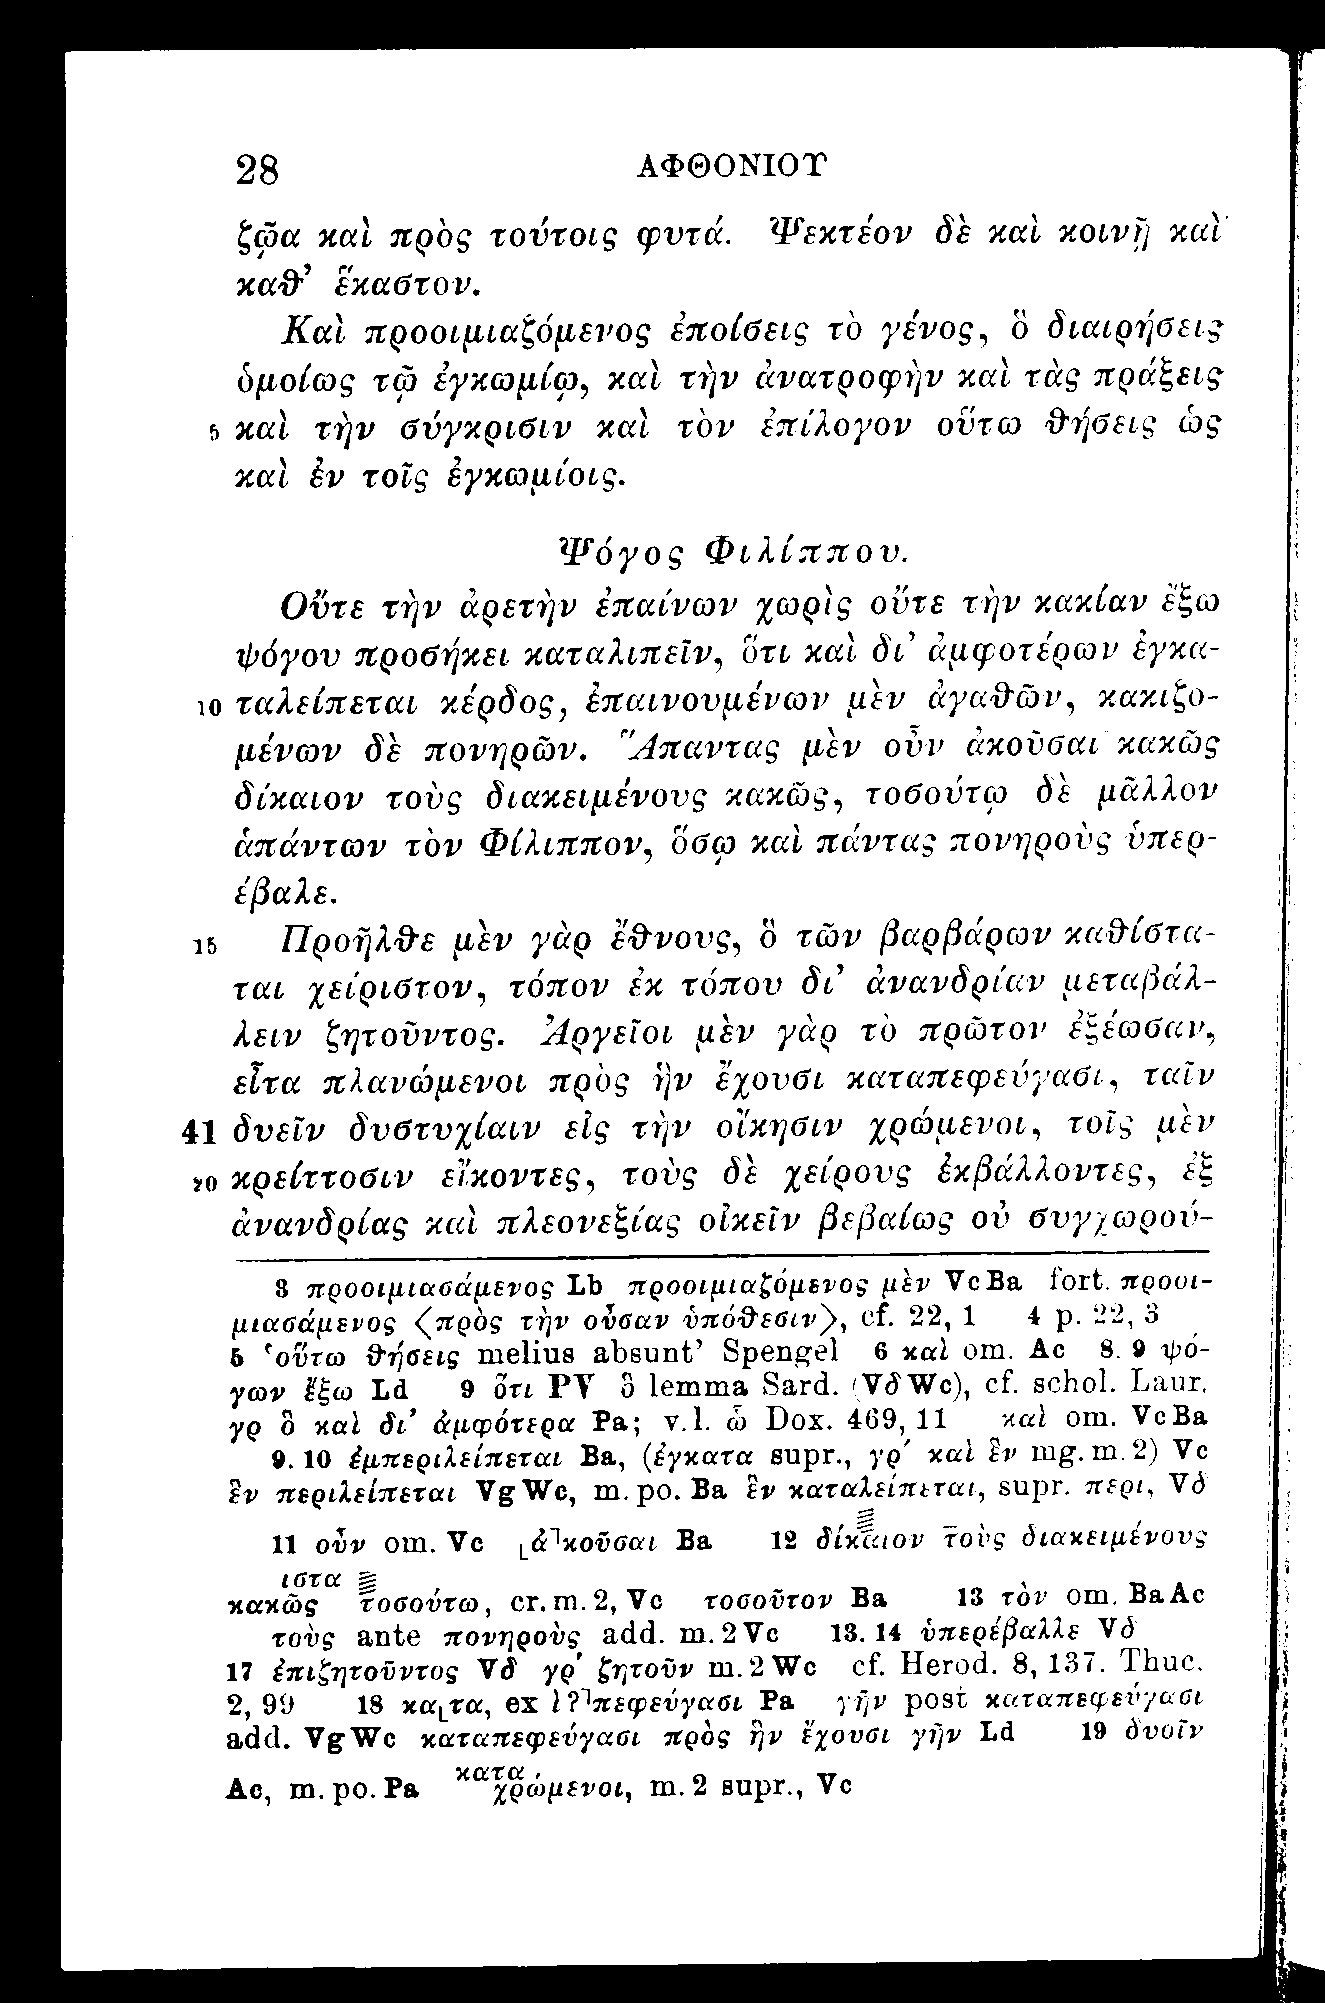 28 ΑΦΘΟΝΙΟΥ
ζῷα καὶ πρὸς τούτοις φυτά. Ψεκτέον δὲ καὶ κοινῇ καὶ
καθ’ ἕκαστον.
Καὶ προοιμιαζόμενος ἐποίσεις τὸ γένος, ὃ διαιρήσεις
ὁμοίως τῷ ἐγκωμίῳ, καὶ τὴν ἀνατροφὴν καὶ τὰς πράξεις
5 καὶ τὴν σύγκρισιν καὶ τὸν ἐπίλογον οὕτω θήσεις ὡς
καὶ ἐν τοῖς ἐγκωμίοις.
Ψόγος Φιλίππου.
Οὔτε τὴν ἀρετὴν ἐπαίνων χωρὶς οὔτε τὴν κακίαν ἔξω
ψόγου προσήκει καταλιπεῖν, ὅτι καὶ δι’ ἀμφοτέρων ἐγκα-
10 ταλείπεται κέρδος, ἐπαινουμένων μὲν ἀγαθῶν, κακιζο-
μένων δὲ πονηρῶν. Ἅπαντας μὲν οὖν ἀκοῦσαι κακῶς
δίκαιον τοὺς διακειμένους κακῶς, τοσούτῳ δὲ μᾶλλον
ἁπάντων τὸν Φίλιππον, ὅσῳ καὶ πάντας πονηροὺς ὑπερ-
έβαλε.
15 Προῆλθε μὲν γὰρ ἔθνους, ὃ τῶν βαρβάρων καθίστα-
ται χείριστον, τόπον ἐκ τόπου δι’ ἀνανδρίαν μεταβάλ-
λειν ζητοῦντος. Ἀργεῖοι μὲν γὰρ τὸ πρῶτον ἐξέωσαν,
εἶτα πλανώμενοι πρὸς ἣν ἔχουσι καταπεφεύγασι, ταῖν
41 δυεῖν δυστυχίαιν εἰς τὴν οἴκησιν χρώμενοι, τοῖς μὲν
20 κρείττοσιν εἴκοντες, τοὺς δὲ χείρους ἐκβάλλοντες, ἐξ
ἀνανδρίας καὶ πλεονεξίας οἰκεῖν βεβαίως οὐ συγχωρού-
3 προοιμιασάμενος Lb προοιμιαζόμενος μὲν VcBa fort. προοι-
μιασάμενος ⟨πρὸς τὴν οὖσαν ὑπόθεσιν⟩, cf. 22, 1 4 p. 22, 3
5 ‘οὕτω θήσεις melius absunt’ Spengel 6 καὶ om. Ac 8. 9 ψό-
γων ἔξω Ld 9 ὅτι PV ὃ lemma Sard. (VδWc), cf. schol. Laur.
γρ ὃ καὶ δι’ ἀμφότερα Pa; v. l. ᾧ Dox. 469, 11 καὶ om. VcBa
9. 10 ἐμπεριλείπεται Ba, (ἐγκατα supr., γρ′ καὶ ἓν mg. m. 2) Vc
ἓν περιλείπεται VgWc, m. po. Ba ἓν καταλείπεται, supr. περι, Vδ
11 οὖν om. Vc ⌊ἀ⌉κοῦσαι Ba 12 δίκαιον τοὺς διακειμένους
ιστα
κακῶς τοσούτω, cr. m. 2, Vc τοσοῦτον Ba 13 τὸν om. BaAc
τοὺς ante πονηροὺς add. m. 2 Vc 13. 14 ὑπερέβαλλε Vδ
17 ἐπιζητοῦντος Vδ γρ′ ζητοῦν m. 2 Wc cf. Herod. 8, 137. Thuc.
2, 99 18 κα⌊τα, ex λ?⌉πεφεύγασι Pa γῆν post καταπεφεύγασι
add. VgWc καταπεφεύγασι πρὸς ἣν ἔχουσι γῆν Ld 19 δυοῖν
Ac, m. po. Pa κατα χρώμενοι, m. 2 supr., Vc